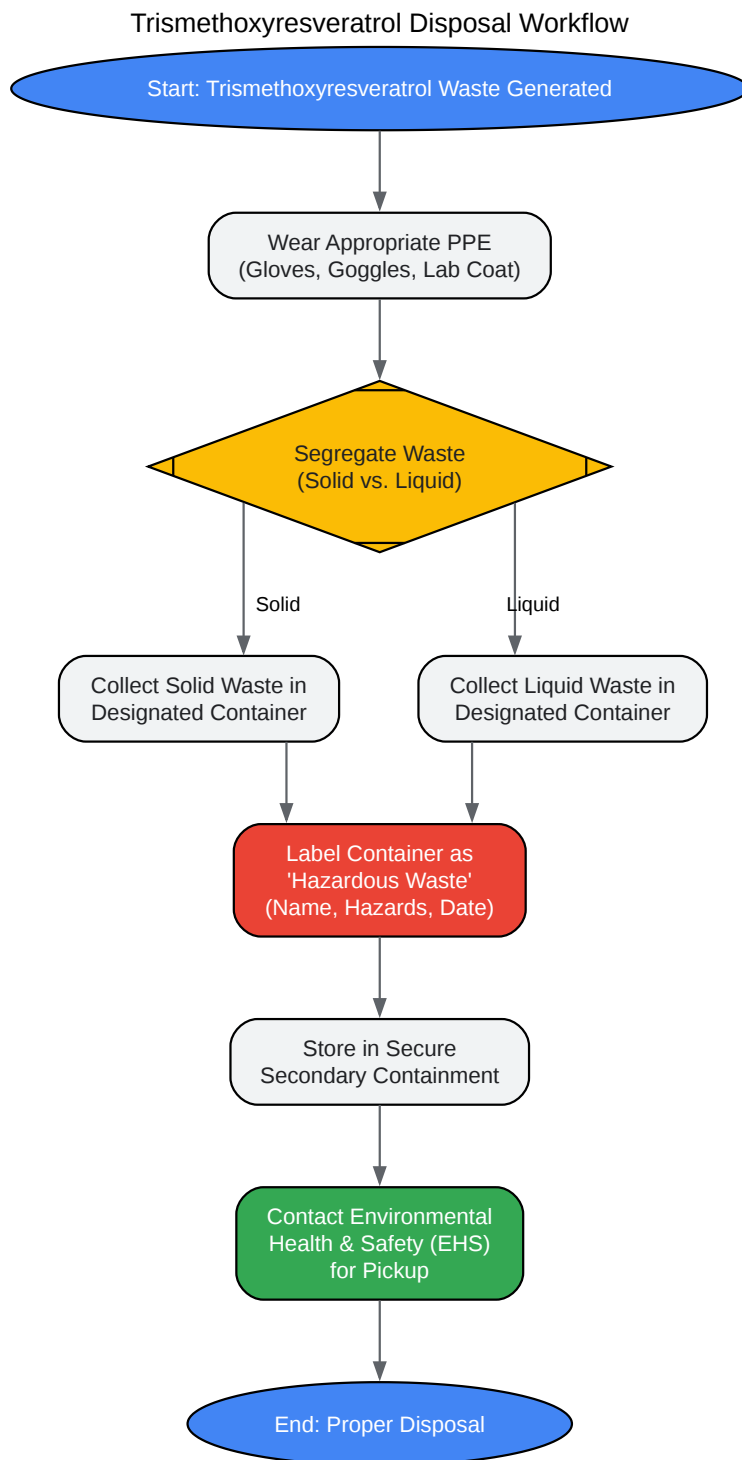 Trismethoxyresveratrol Disposal Workflow
Start: Trismethoxyresveratrol Waste Generated
Wear Appropriate PPE
(Gloves, Goggles, Lab Coat)
Segregate Waste
(Solid vs. Liquid)
Solid
Liquid
Collect Solid Waste in
Designated Container
Collect Liquid Waste in
Designated Container
Label Container as
'Hazardous Waste'
(Name, Hazards, Date)
Store in Secure
Secondary Containment
Contact Environmental
Health & Safety (EHS)
for Pickup
End: Proper Disposal